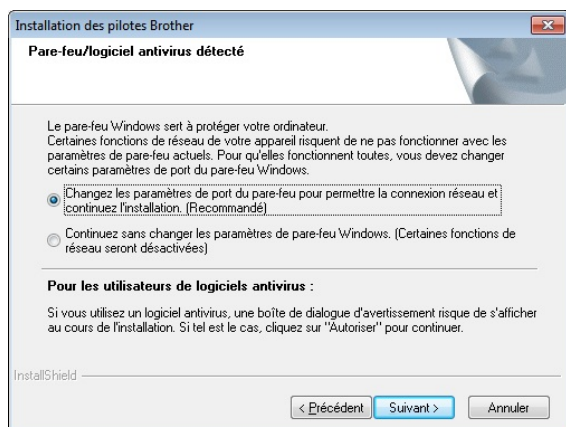 Installation des pilotes Brother
Pare-feu/logiciel antivirus détecté
Le pare-feu Windows sert à protéger votre ordinateur.
Certaines fonctions de réseau de votre appareil risquent de ne pas fonctionner avec les
paramètres de pare-feu actuels. Pour qu'elles fonctionnent toutes, vous devez changer
certains paramètres de port du pare-feu Windows.
Changez les paramètres de port du pare-feu pour permettre la connexion réseau et
continuez l'installation. (Recommandé)
Continuez sans changer les paramètres de pare-feu Windows. (Certaines fonctions de
réseau seront désactivées)
Pour les utilisateurs de logiciels antivirus :
Si vous utilisez un logiciel antivirus, une boîte de dialogue d'avertissement risque de s'afficher
au cours de l'installation. Si tel est le cas, cliquez sur "Autoriser" pour continuer.
InstallShield
< Précédent Suivant > Annuler